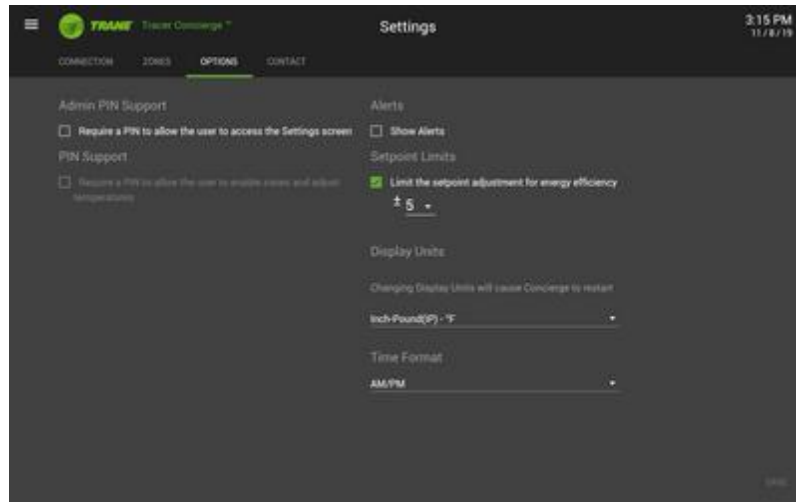 TRANE Tracer Concierge ™
Settings
3:15 PM
11/8/19
CONNECTION ZONES OPTIONS CONTACT
Admin PIN Support
Require a PIN to allow the user to access the Settings screen
PIN Support
Require a PIN to allow the user to enable zones and adjust
temperatures
Alerts
Show Alerts
Setpoint Limits
Limit the setpoint adjustment for energy efficiency
± 5
Display Units
Changing Display Units will cause Concierge to restart
Inch-Pound(IP) - °F
Time Format
AM/PM
SAVE